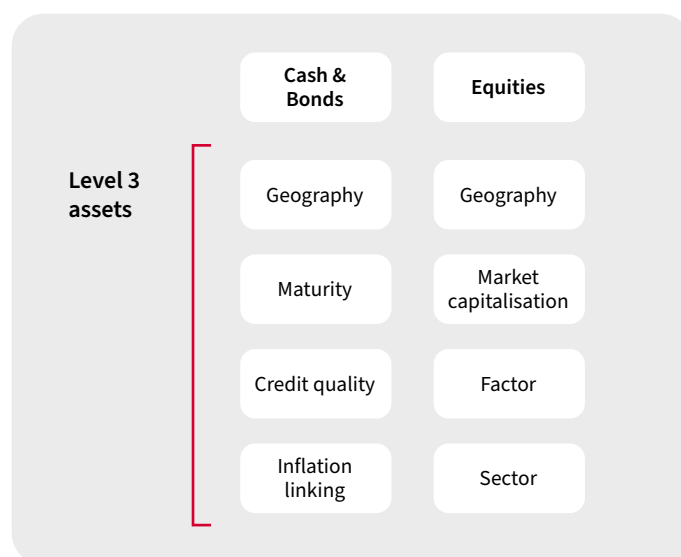 Cash &
Bonds
Equities
Level 3
assets
Geography
Geography
Maturity
Market
capitalisation
Credit quality
Factor
Inflation
linking
Sector